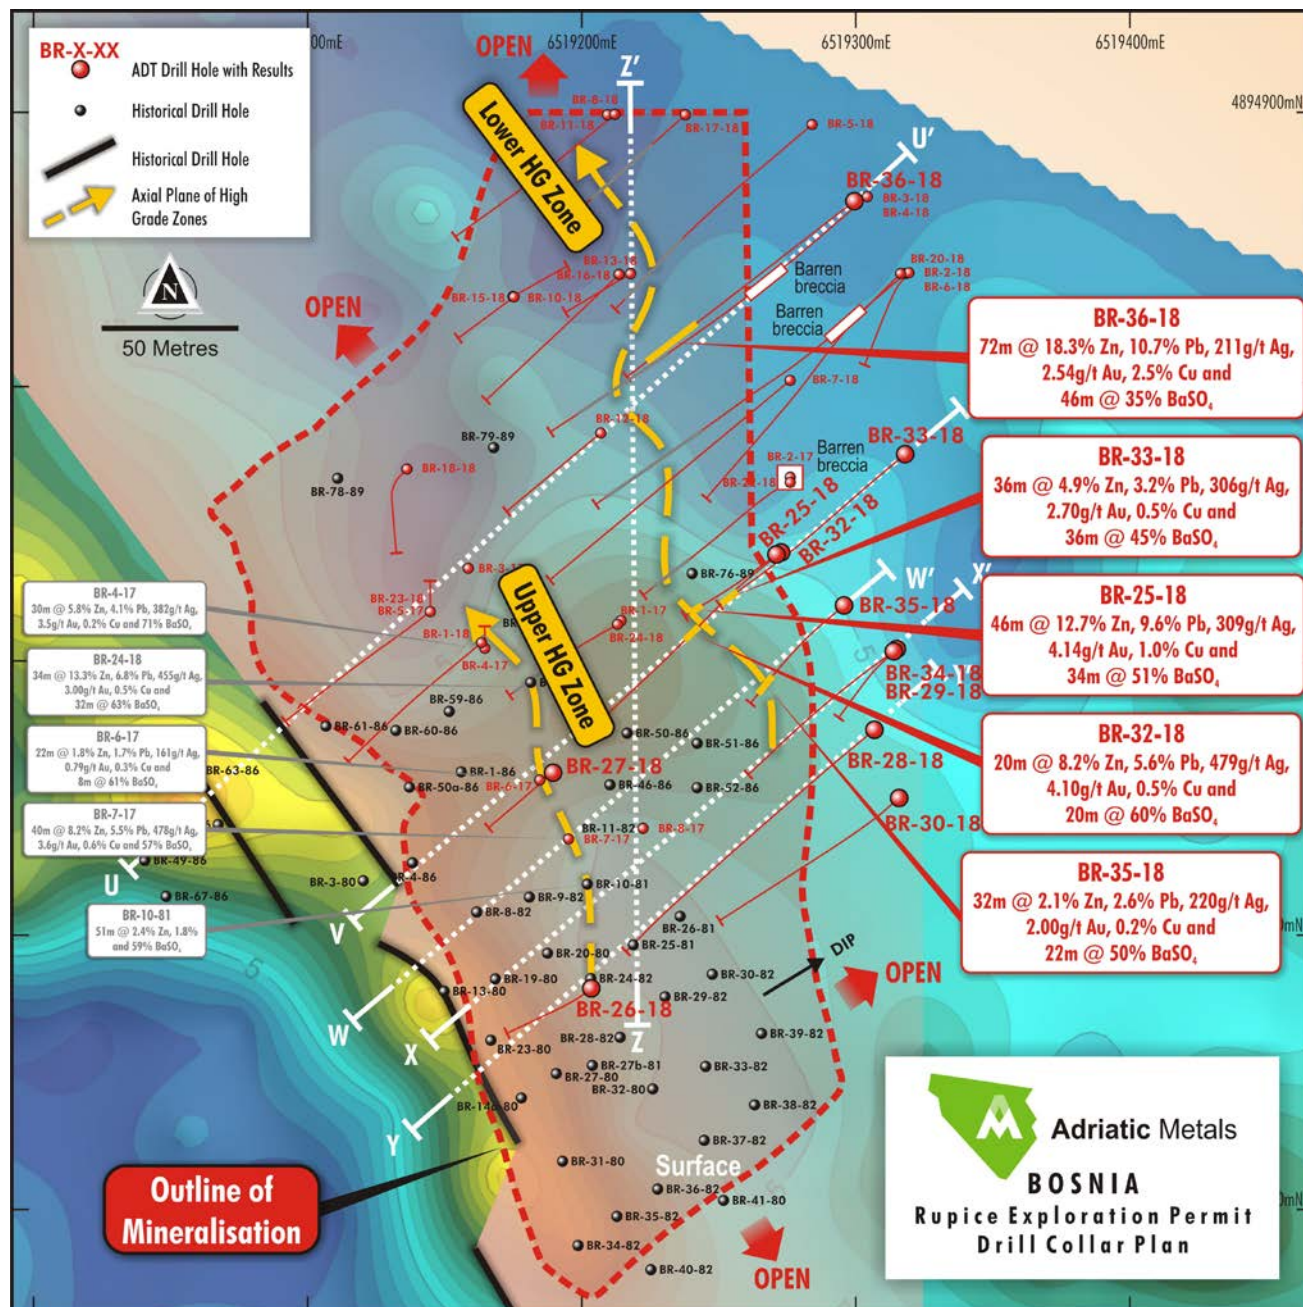 6519200mE
6519300mE
6519400mE
4894900mN
BR-X-XX
ADT Drill Hole with Results
Historical Drill Hole
Historical Drill Hole
Axial Plane of High
Grade Zones
N
50 Metres
OPEN
Z'
BR-8-18
BR-11-18
BR-17-18
BR-5-18
U'
Lower HG Zone
BR-36-18
BR-3-18
BR-4-18
BR-13-18
BR-16-18
BR-15-18
BR-10-18
Barren
breccia
Barren
breccia
BR-20-18
BR-2-18
BR-6-18
OPEN
BR-36-18
72m @ 18.3% Zn, 10.7% Pb, 211g/t Ag,
2.54g/t Au, 2.5% Cu and
46m @ 35% BaSO₄
BR-7-18
BR-12-18
BR-79-89
BR-18-18
BR-78-89
BR-2-17
Barren
breccia
BR-33-18
BR-25-18
BR-32-18
BR-33-18
36m @ 4.9% Zn, 3.2% Pb, 306g/t Ag,
2.70g/t Au, 0.5% Cu and
36m @ 45% BaSO₄
BR-76-89
W'
X'
BR-35-18
BR-4-17
30m @ 5.8% Zn, 4.1% Pb, 382g/t Ag,
3.5g/t Au, 0.2% Cu and 71% BaSO₄
BR-23-18
BR-5-17
BR-1-18
BR-4-17
Upper HG Zone
BR-1-17
BR-24-18
BR-34-18
BR-29-18
BR-25-18
46m @ 12.7% Zn, 9.6% Pb, 309g/t Ag,
4.14g/t Au, 1.0% Cu and
34m @ 51% BaSO₄
BR-24-18
34m @ 13.3% Zn, 6.8% Pb, 455g/t Ag,
3.00g/t Au, 0.5% Cu and
32m @ 63% BaSO₄
BR-59-86
BR-61-86
BR-60-86
BR-50-86
BR-51-86
BR-28-18
BR-32-18
20m @ 8.2% Zn, 5.6% Pb, 479g/t Ag,
4.10g/t Au, 0.5% Cu and
20m @ 60% BaSO₄
BR-6-17
22m @ 1.8% Zn, 1.7% Pb, 161g/t Ag,
0.79g/t Au, 0.3% Cu and
8m @ 61% BaSO₄
BR-63-86
BR-1-86
BR-50a-86
BR-27-18
BR-6-17
BR-46-86
BR-52-86
BR-30-18
BR-7-17
40m @ 8.2% Zn, 5.5% Pb, 478g/t Ag,
3.6g/t Au, 0.6% Cu and 57% BaSO₄
BR-11-82
BR-8-17
BR-7-17
BR-49-86
U
BR-67-86
BR-3-80
BR-4-86
BR-10-81
BR-9-82
BR-8-82
BR-35-18
32m @ 2.1% Zn, 2.6% Pb, 220g/t Ag,
2.00g/t Au, 0.2% Cu and
22m @ 50% BaSO₄
BR-10-81
51m @ 2.4% Zn, 1.8%
and 59% BaSO₄
V
BR-26-81
BR-25-81
BR-20-80
DIP
OPEN
BR-19-80
BR-24-82
BR-30-82
BR-13-80
BR-29-82
BR-26-18
W
X
Z
BR-23-80
BR-28-82
BR-39-82
BR-27b-81
BR-27-80
BR-33-82
BR-32-80
BR-38-82
Y
BR-37-82
BR-31-80
Surface
BR-36-82
BR-41-80
BR-35-82
BR-34-82
BR-40-82
OPEN
5
5
Outline of
Mineralisation
Adriatic Metals
BOSNIA
Rupice Exploration Permit
Drill Collar Plan